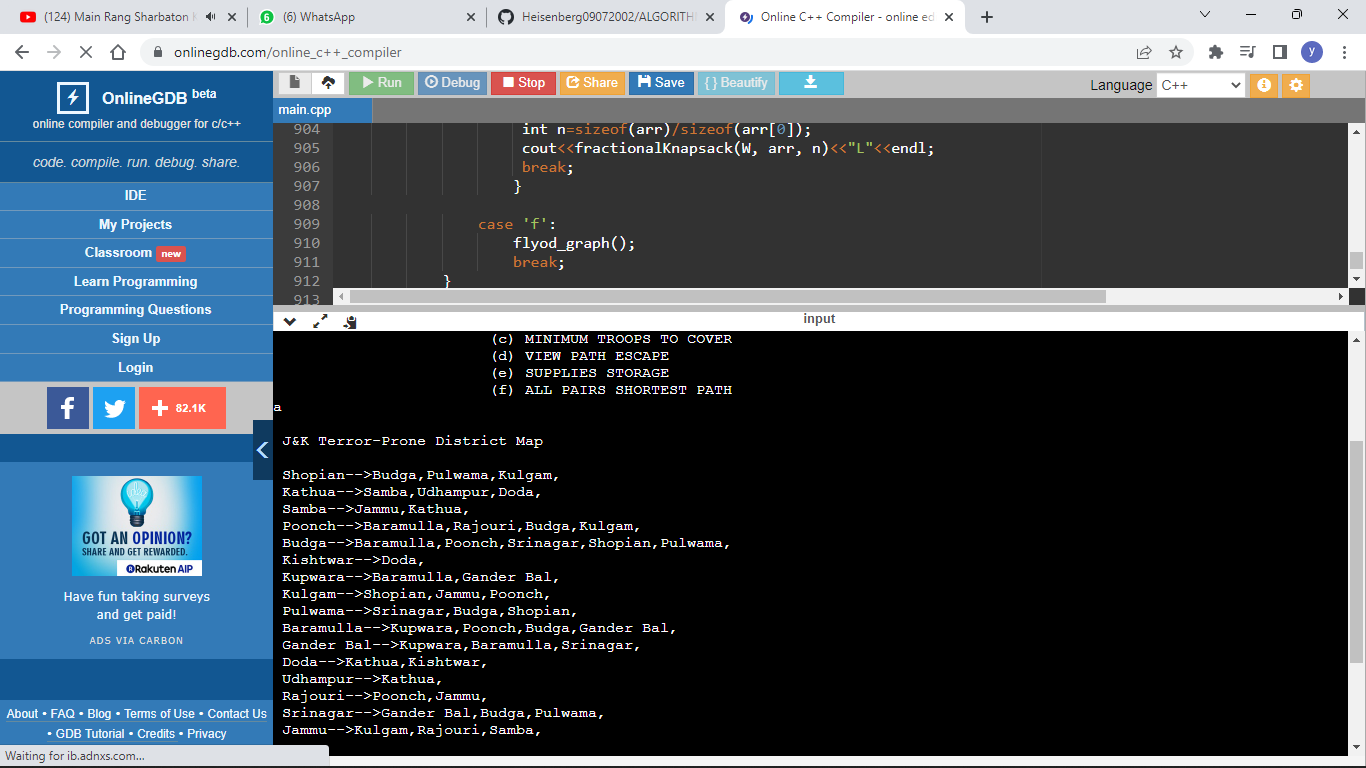 (124) Main Rang Sharbaton
(6) WhatsApp
Heisenberg09072002/ALGORITH
Online C++ Compiler - online ed
onlinegdb.com/online_c++_compiler
y
OnlineGDB beta
online compiler and debugger for c/c++
code. compile. run. debug. share.
IDE
My Projects
Classroom new
Learn Programming
Programming Questions
Sign Up
Login
82.1K
GOT AN OPINION?
SHARE AND GET REWARDED.
Rakuten AIP
Have fun taking surveys
and get paid!
ADS VIA CARBON
About • FAQ • Blog • Terms of Use • Contact Us
• GDB Tutorial • Credits • Privacy
Waiting for ib.adnxs.com...
Run Debug Stop Share Save { } Beautify
Language C++
main.cpp
904 int n=sizeof(arr)/sizeof(arr[0]);
905 cout<<fractionalKnapsack(W, arr, n)<<"L"<<endl;
906 break;
907 }
908
909 case 'f':
910 flyod_graph();
911 break;
912 }
913
input
(c) MINIMUM TROOPS TO COVER
(d) VIEW PATH ESCAPE
(e) SUPPLIES STORAGE
(f) ALL PAIRS SHORTEST PATH
a
J&K Terror-Prone District Map
Shopian-->Budga,Pulwama,Kulgam,
Kathua-->Samba,Udhampur,Doda,
Samba-->Jammu,Kathua,
Poonch-->Baramulla,Rajouri,Budga,Kulgam,
Budga-->Baramulla,Poonch,Srinagar,Shopian,Pulwama,
Kishtwar-->Doda,
Kupwara-->Baramulla,Gander Bal,
Kulgam-->Shopian,Jammu,Poonch,
Pulwama-->Srinagar,Budga,Shopian,
Baramulla-->Kupwara,Poonch,Budga,Gander Bal,
Gander Bal-->Kupwara,Baramulla,Srinagar,
Doda-->Kathua,Kishtwar,
Udhampur-->Kathua,
Rajouri-->Poonch,Jammu,
Srinagar-->Gander Bal,Budga,Pulwama,
Jammu-->Kulgam,Rajouri,Samba,